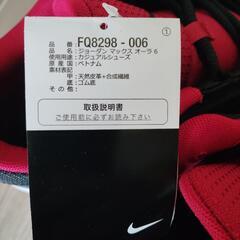 ①
品番：FQ8298 - 006
品名：ジョーダン マックス オーラ 6
使用用途：カジュアルシューズ
原産国：ベトナム
素材表記：
甲：天然皮革+合成繊維
底：ゴム底
取扱説明書
ご使用前に必ずお読み下さい